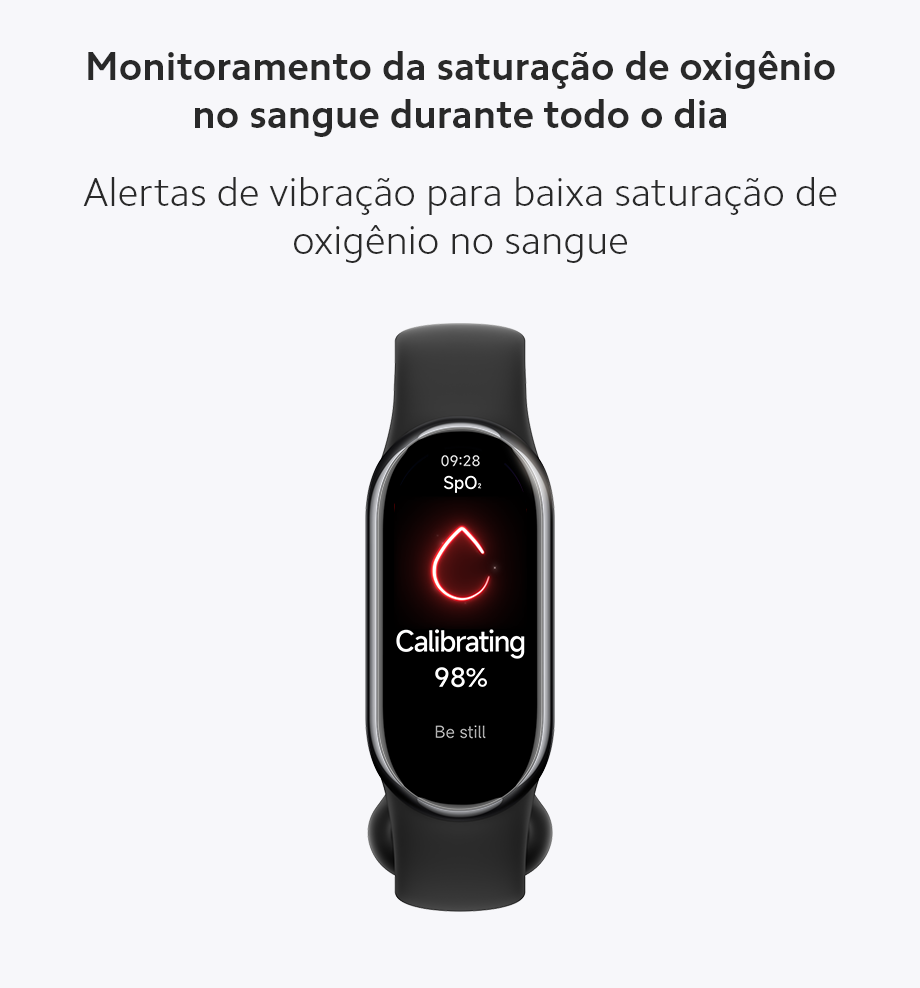 Monitoramento da saturação de oxigênio
no sangue durante todo o dia
Alertas de vibração para baixa saturação de
oxigênio no sangue
09:28
SpO₂
Calibrating
98%
Be still